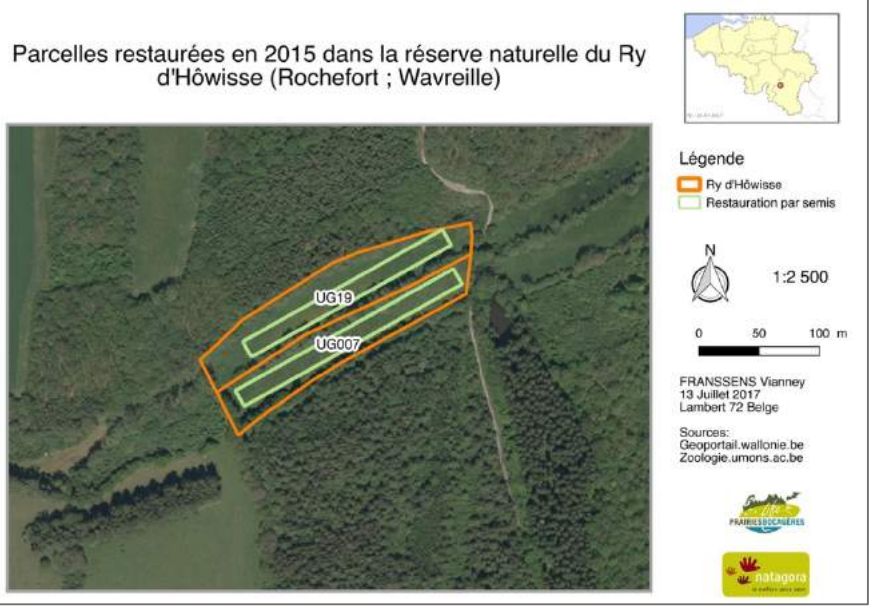 Parcelles restaurées en 2015 dans la réserve naturelle du Ry
d'Hôwisse (Rochefort ; Wavreille)
Légende
Ry d'Hôwisse
Restauration par semis
N
1:2 500
0 50 100 m
FRANSSENS Vianney
13 Juillet 2017
Lambert 72 Belge
Sources:
Geoportail.wallonie.be
Zoologie.umons.ac.be
UG19
UG007
PRAIRIESBOCAGÈRES
natagora